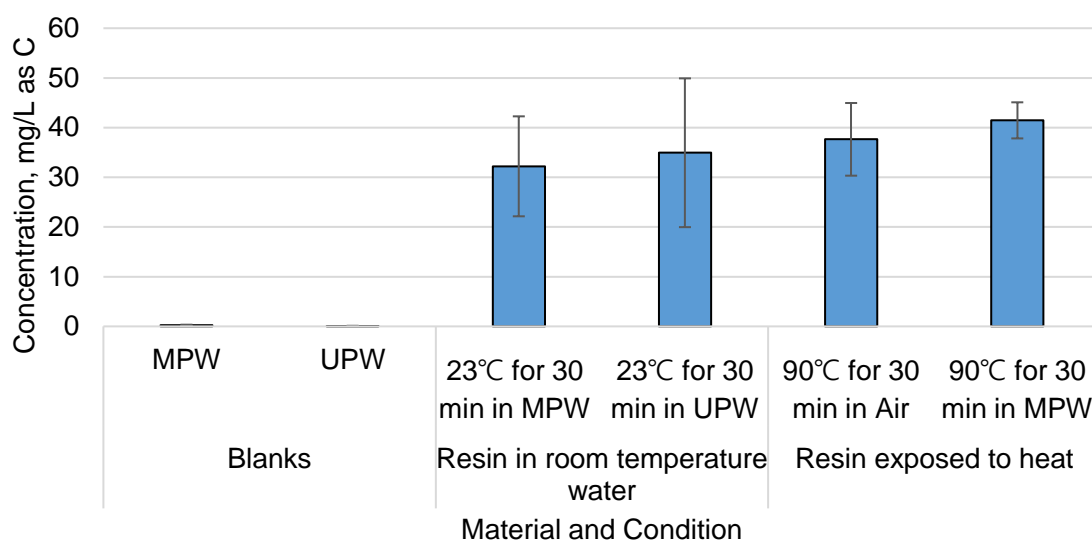 Concentration, mg/L as C
60
50
40
30
20
10
0
MPW
UPW
23℃ for 30
min in MPW
23℃ for 30
min in UPW
90℃ for 30
min in Air
90℃ for 30
min in MPW
Blanks
Resin in room temperature
water
Resin exposed to heat
Material and Condition